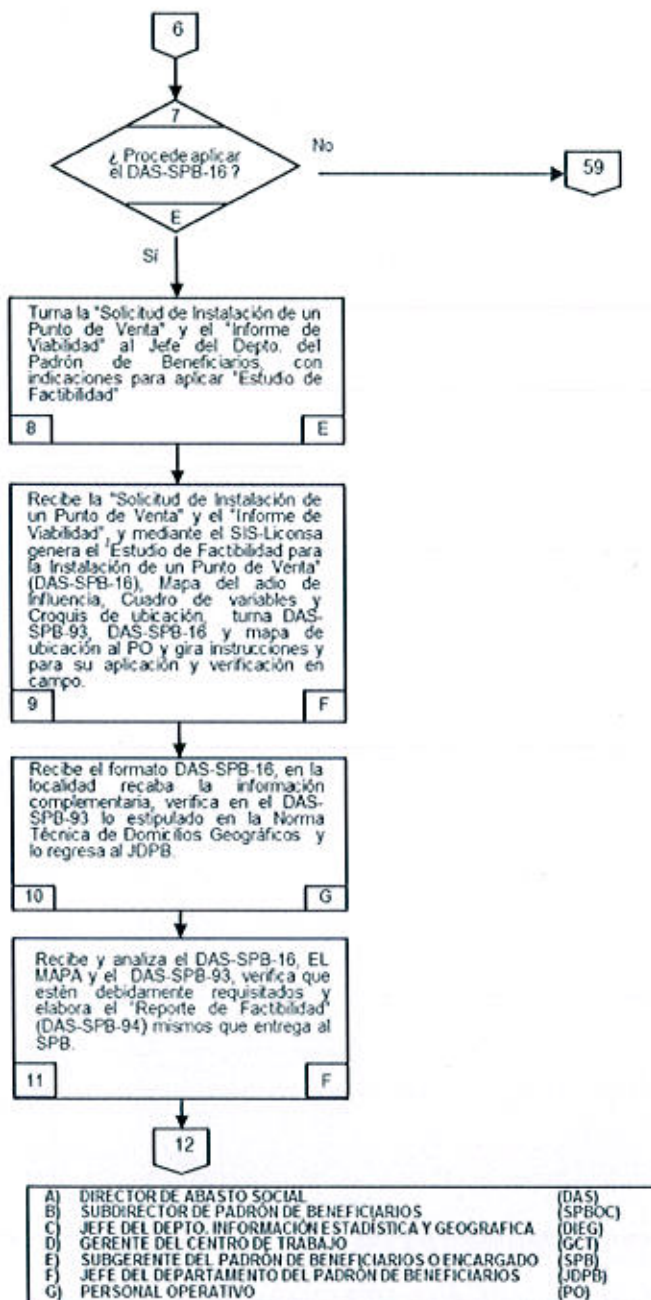 6
7
¿ Procede aplicar
el DAS-SPB-16 ?
E
No
59
Sí
Turna la "Solicitud de Instalación de un
Punto de Venta" y el "Informe de
Viabilidad" al Jefe del Depto. del
Padrón de Beneficiarios, con
indicaciones para aplicar "Estudio de
Factibilidad"
8 E
Recibe la "Solicitud de Instalación de
un Punto de Venta" y el "Informe de
Viabilidad", y mediante el SIS-Liconsa
genera el "Estudio de Factibilidad para
la Instalación de un Punto de Venta"
(DAS-SPB-16), Mapa del adio de
Influencia, Cuadro de variables y
Croquis de ubicación, turna DAS-
SPB-93, DAS-SPB-16 y mapa de
ubicación al PO y gira instrucciones y
para su aplicación y verificación en
campo.
9 F
Recibe el formato DAS-SPB-16, en la
localidad recaba la información
complementaria, verifica en el DAS-
SPB-93 lo estipulado en la Norma
Técnica de Domicilios Geográficos y
lo regresa al JDPB.
10 G
Recibe y analiza el DAS-SPB-16, EL
MAPA y el DAS-SPB-93, verifica que
estén debidamente requisitados y
elabora el "Reporte de Factibilidad"
(DAS-SPB-94) mismos que entrega al
SPB.
11 F
12
A) DIRECTOR DE ABASTO SOCIAL (DAS)
B) SUBDIRECTOR DE PADRÓN DE BENEFICIARIOS (SPBOC)
C) JEFE DEL DEPTO. INFORMACIÓN ESTADÍSTICA Y GEOGRAFICA (DIEG)
D) GERENTE DEL CENTRO DE TRABAJO (GCT)
E) SUBGERENTE DEL PADRÓN DE BENEFICIARIOS O ENCARGADO (SPB)
F) JEFE DEL DEPARTAMENTO DEL PADRÓN DE BENEFICIARIOS (JDPB)
G) PERSONAL OPERATIVO (PO)